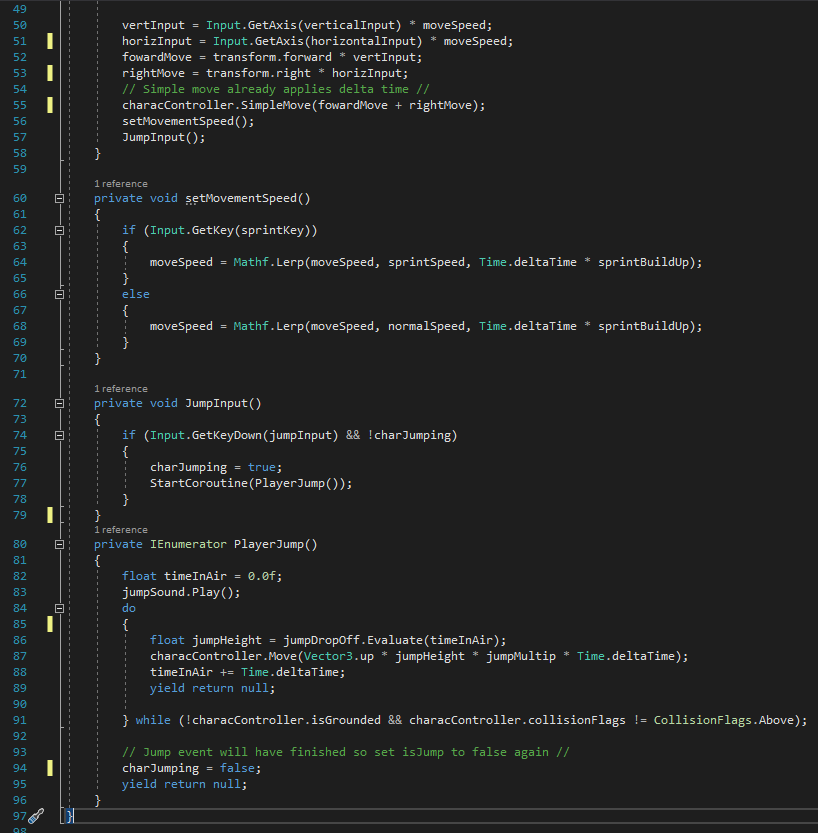 49
50 vertInput = Input.GetAxis(verticalInput) * moveSpeed;
51 horizInput = Input.GetAxis(horizontalInput) * moveSpeed;
52 fowardMove = transform.forward * vertInput;
53 rightMove = transform.right * horizInput;
54 // Simple move already applies delta time //
55 characController.SimpleMove(fowardMove + rightMove);
56 setMovementSpeed();
57 JumpInput();
58 }
59
1 reference
60 private void setMovementSpeed()
61 {
62 if (Input.GetKey(sprintKey))
63 {
64 moveSpeed = Mathf.Lerp(moveSpeed, sprintSpeed, Time.deltaTime * sprintBuildUp);
65 }
66 else
67 {
68 moveSpeed = Mathf.Lerp(moveSpeed, normalSpeed, Time.deltaTime * sprintBuildUp);
69 }
70 }
71
1 reference
72 private void JumpInput()
73 {
74 if (Input.GetKeyDown(jumpInput) && !charJumping)
75 {
76 charJumping = true;
77 StartCoroutine(PlayerJump());
78 }
79 }
1 reference
80 private IEnumerator PlayerJump()
81 {
82 float timeInAir = 0.0f;
83 jumpSound.Play();
84 do
85 {
86 float jumpHeight = jumpDropOff.Evaluate(timeInAir);
87 characController.Move(Vector3.up * jumpHeight * jumpMultip * Time.deltaTime);
88 timeInAir += Time.deltaTime;
89 yield return null;
90
91 } while (!characController.isGrounded && characController.collisionFlags != CollisionFlags.Above);
92
93 // Jump event will have finished so set isJump to false again //
94 charJumping = false;
95 yield return null;
96 }
97 }
98